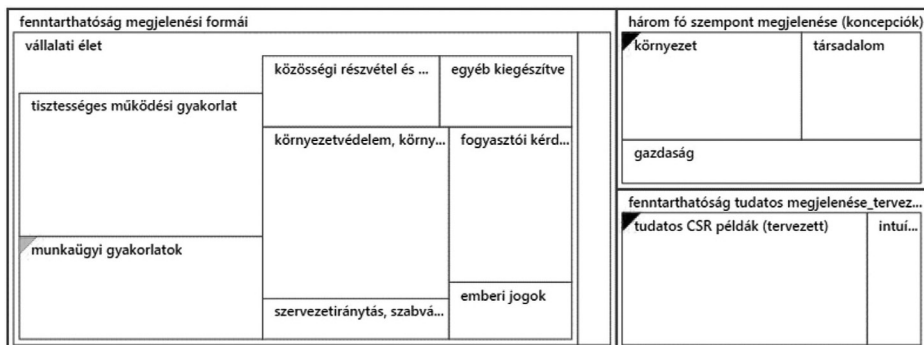 fenntarthatóság megjelenési formái
vállalati élet
közösségi részvétel és ...
egyéb kiegészítve
tisztességes működési gyakorlat
környezetvédelem, körny...
fogyasztói kérd...
munkaügyi gyakorlatok
emberi jogok
szervezetiránytás, szabvá...
három fő szempont megjelenése (koncepciók)
környezet
társadalom
gazdaság
fenntarthatóság tudatos megjelenése_tervez...
tudatos CSR példák (tervezett)
intuí...